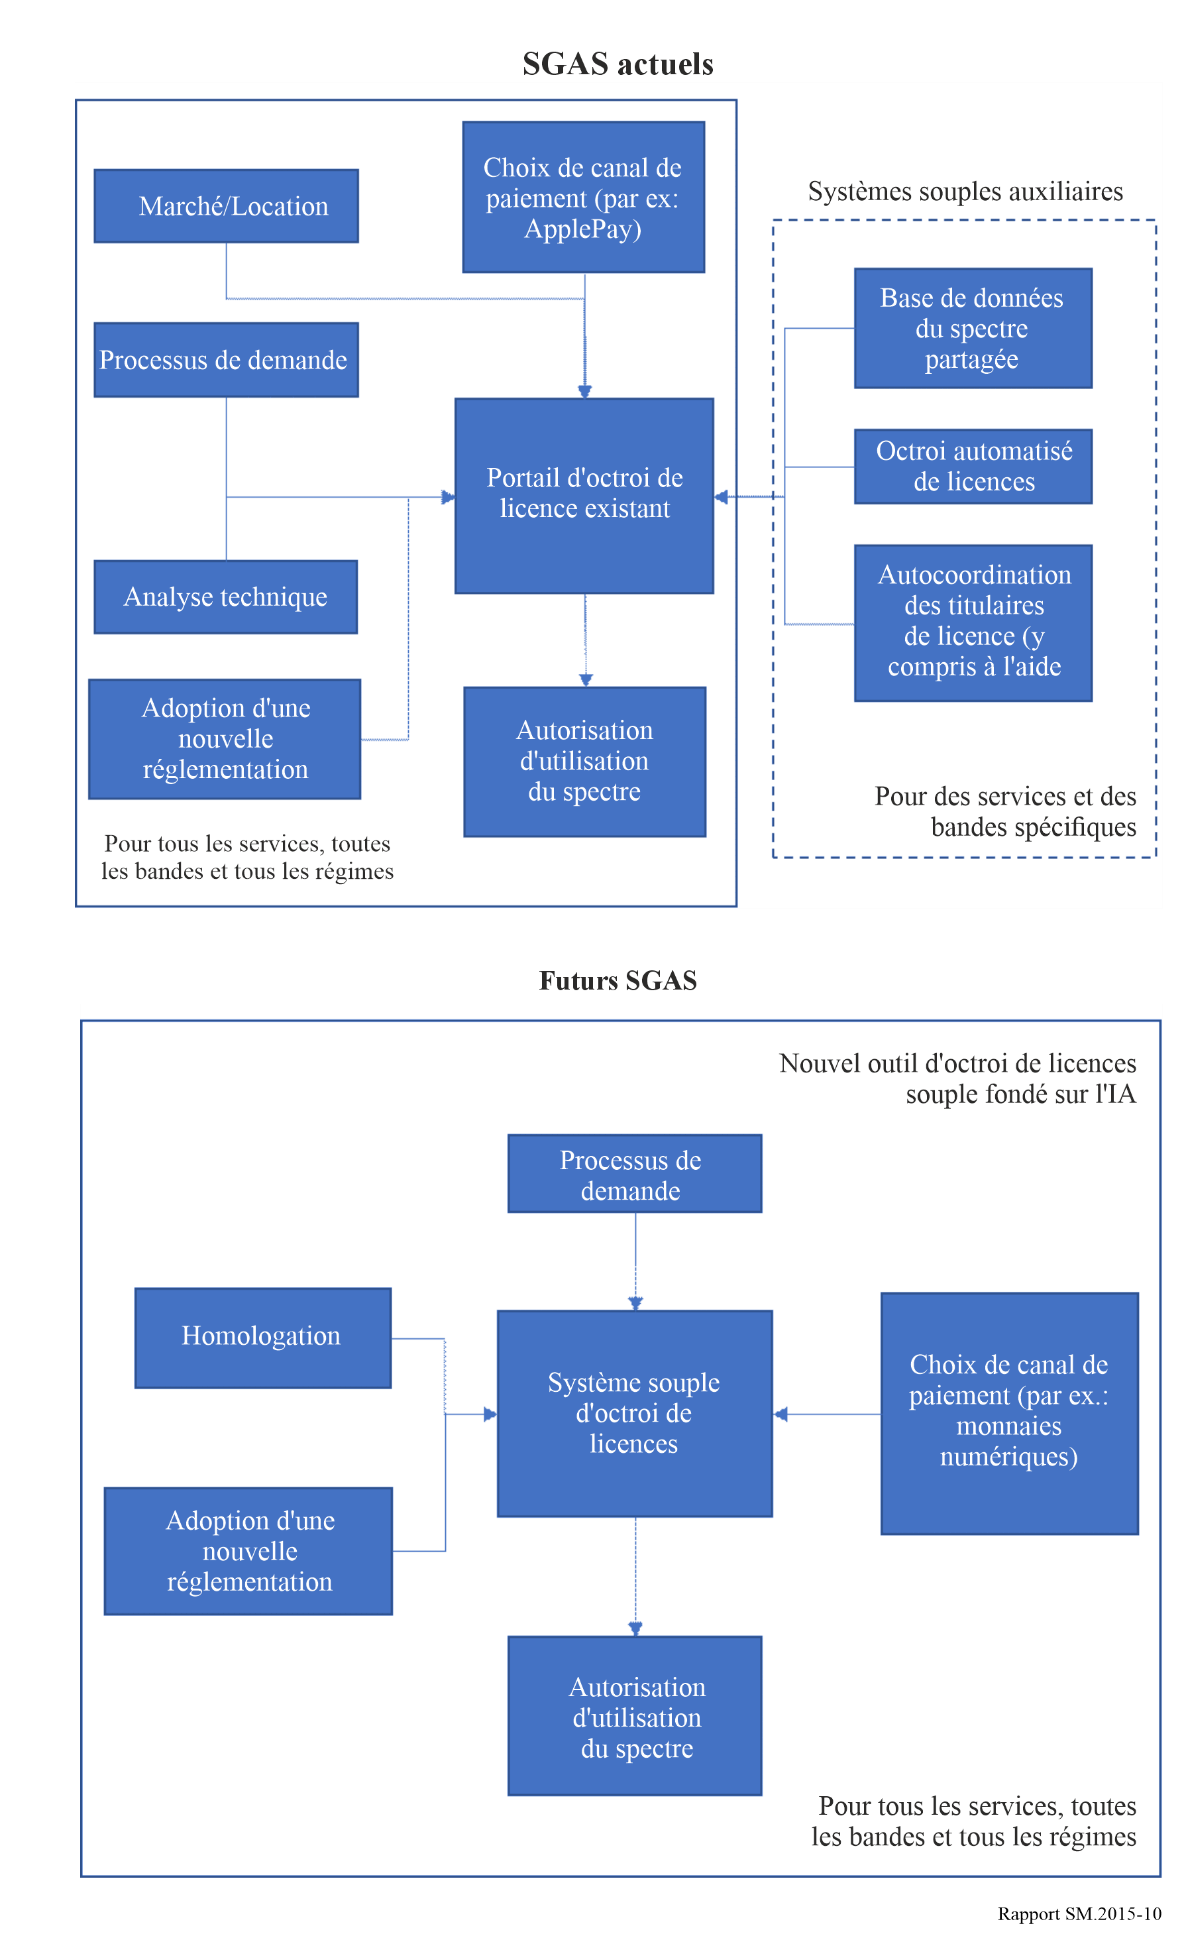 SGAS actuels
Marché/Location
Choix de canal de
paiement (par ex:
ApplePay)
Processus de demande
Portail d'octroi de
licence existant
Analyse technique
Adoption d'une
nouvelle
réglementation
Autorisation
d'utilisation
du spectre
Pour tous les services, toutes
les bandes et tous les régimes
Systèmes souples auxiliaires
Base de données
du spectre
partagée
Octroi automatisé
de licences
Autocoordination
des titulaires
de licence (y
compris à l'aide
Pour des services et des
bandes spécifiques
Futurs SGAS
Nouvel outil d'octroi de licences
souple fondé sur l'IA
Processus de
demande
Homologation
Système souple
d'octroi de
licences
Choix de canal de
paiement (par ex.:
monnaies
numériques)
Adoption d'une
nouvelle
réglementation
Autorisation
d'utilisation
du spectre
Pour tous les services, toutes
les bandes et tous les régimes
Rapport SM.2015-10